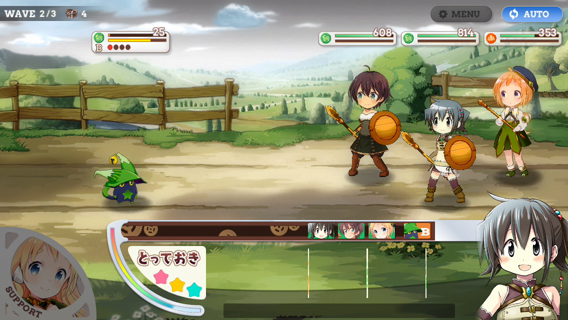 WAVE 2/3 4
MENU
AUTO
25
B
608
814
353
B
とっておき
SUPPORT